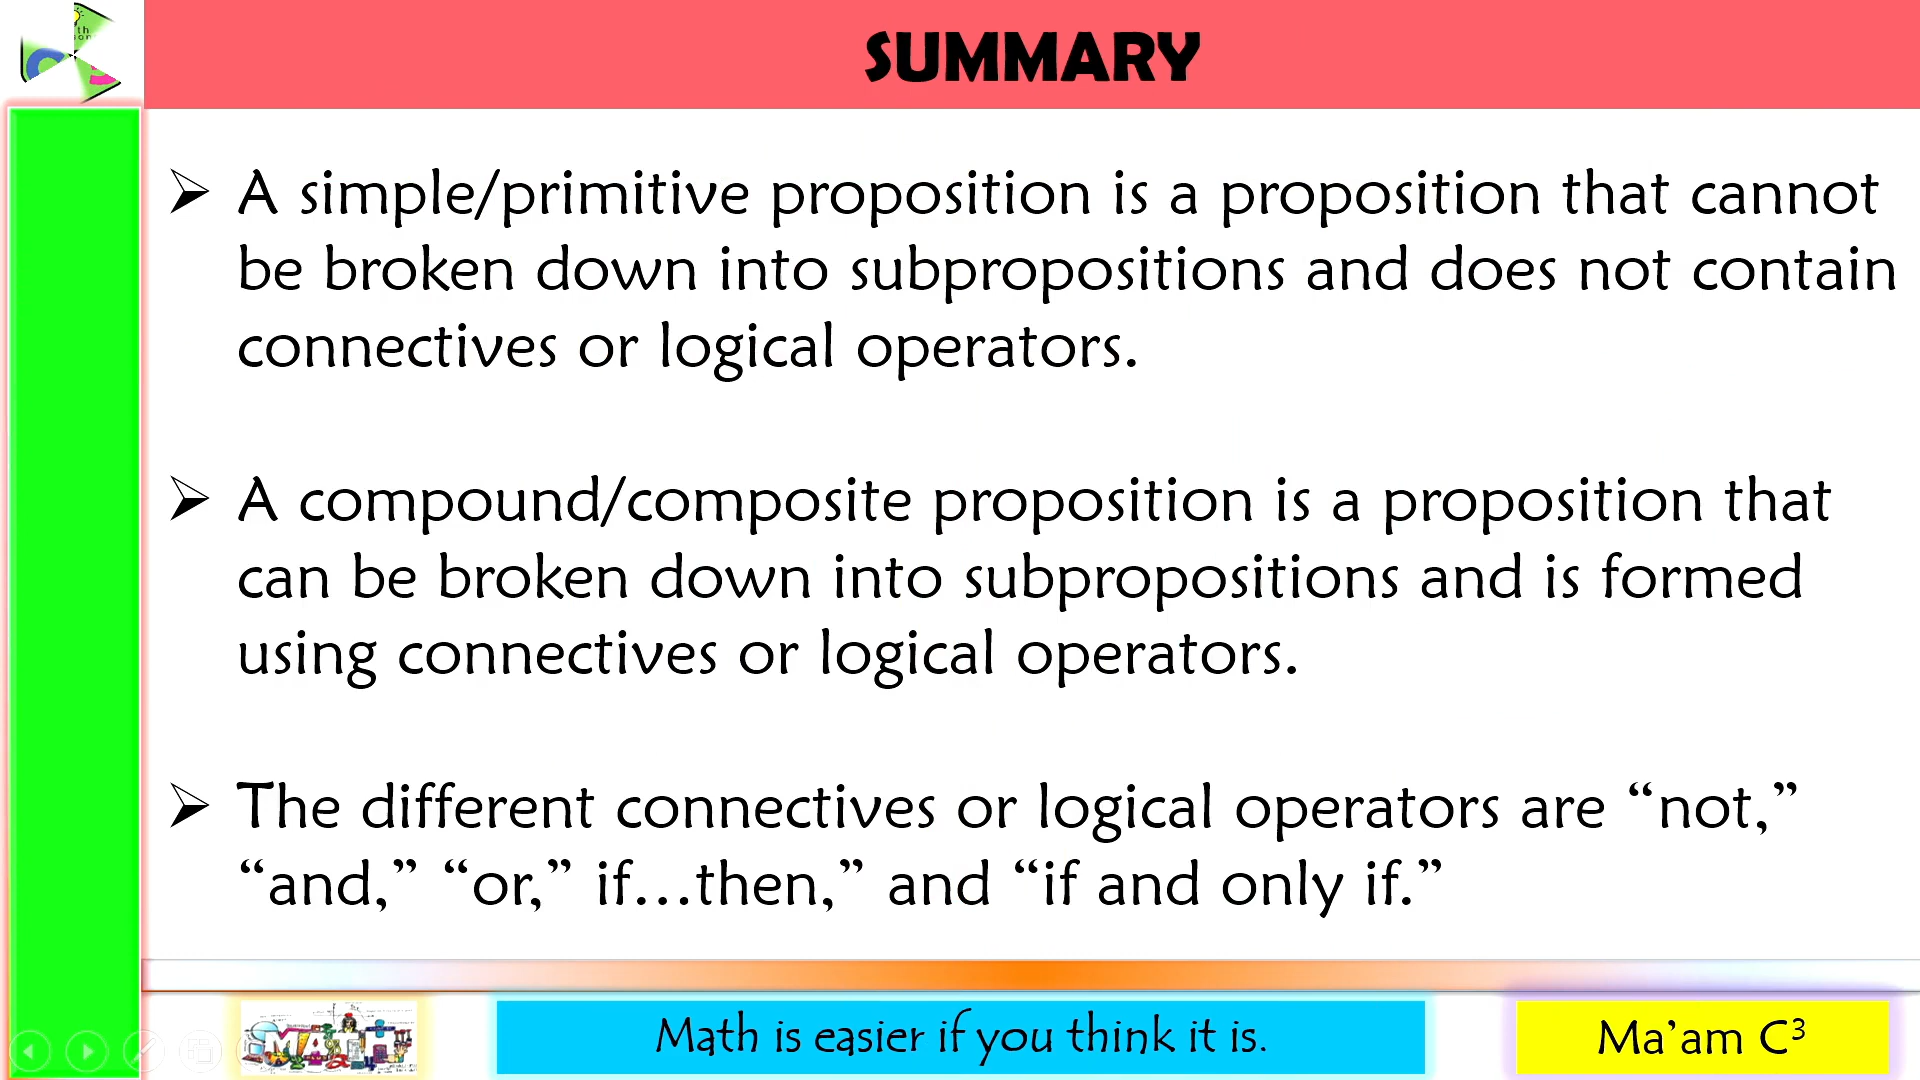 SUMMARY
➢ A simple/primitive proposition is a proposition that cannot
be broken down into subpropositions and does not contain
connectives or logical operators.
➢ A compound/composite proposition is a proposition that
can be broken down into subpropositions and is formed
using connectives or logical operators.
➢ The different connectives or logical operators are “not,”
“and,” “or,” if…then,” and “if and only if.”
MATH
Math is easier if you think it is.
Ma’am C³